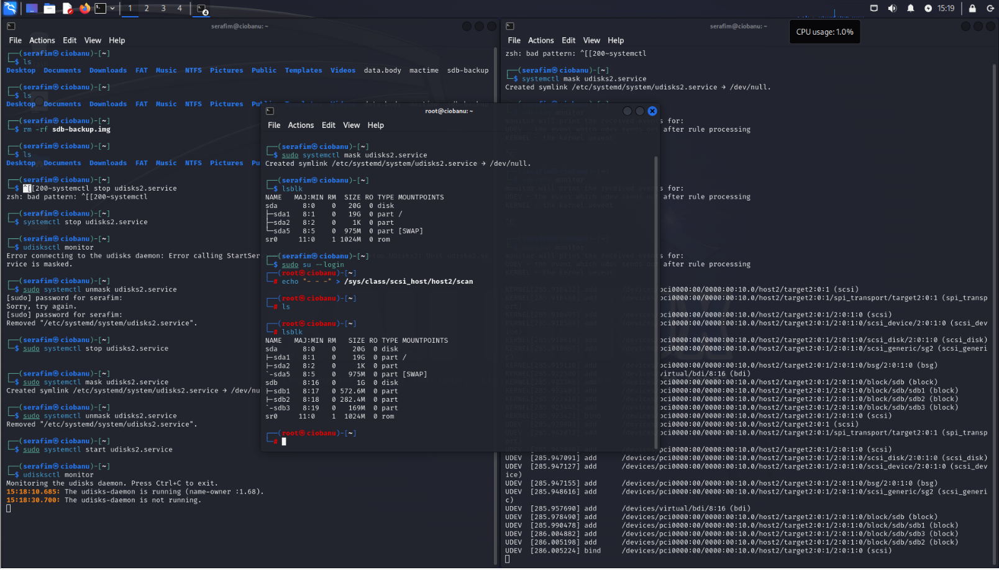 1 2 3 4 4 15:19
serafim@ciobanu: ~
File Actions Edit View Help
┌──(serafim㉿ciobanu)-[~]
└─$ ls
Desktop Documents Downloads FAT Music NTFS Pictures Public Templates Videos data.body mactime sdb-backup
┌──(serafim㉿ciobanu)-[~]
└─$ ls
Desktop Documents Downloads FAT Music NTFS Pictures
┌──(serafim㉿ciobanu)-[~]
└─$ rm -rf sdb-backup.img
┌──(serafim㉿ciobanu)-[~]
└─$ ls
Desktop Documents Downloads FAT Music NTFS Pictures Pu
┌──(serafim㉿ciobanu)-[~]
└─$ ^[[200~systemctl stop udisks2.service
zsh: bad pattern: ^[[200~systemctl
┌──(serafim㉿ciobanu)-[~]
└─$ systemctl stop udisks2.service
┌──(serafim㉿ciobanu)-[~]
└─$ udisksctl monitor
Error connecting to the udisks daemon: Error calling StartSer
rvice is masked.
┌──(serafim㉿ciobanu)-[~]
└─$ sudo systemctl unmask udisks2.service
[sudo] password for serafim:
Sorry, try again.
[sudo] password for serafim:
Removed "/etc/systemd/system/udisks2.service".
┌──(serafim㉿ciobanu)-[~]
└─$ sudo systemctl stop udisks2.service
┌──(serafim㉿ciobanu)-[~]
└─$ sudo systemctl mask udisks2.service
Created symlink /etc/systemd/system/udisks2.service → /dev/nu
┌──(serafim㉿ciobanu)-[~]
└─$ sudo systemctl unmask udisks2.service
Removed "/etc/systemd/system/udisks2.service".
┌──(serafim㉿ciobanu)-[~]
└─$ sudo systemctl start udisks2.service
┌──(serafim㉿ciobanu)-[~]
└─$ udisksctl monitor
Monitoring the udisks daemon. Press Ctrl+C to exit.
15:18:10.685: The udisks-daemon is running (name-owner :1.68).
15:18:30.700: The udisks-daemon is not running.
root@ciobanu: ~
File Actions Edit View Help
┌──(serafim㉿ciobanu)-[~]
└─$ sudo systemctl mask udisks2.service
Created symlink /etc/systemd/system/udisks2.service → /dev/null.
┌──(serafim㉿ciobanu)-[~]
└─$ lsblk
NAME MAJ:MIN RM SIZE RO TYPE MOUNTPOINTS
sda 8:0 0 20G 0 disk
├─sda1 8:1 0 19G 0 part /
├─sda2 8:2 0 1K 0 part
└─sda5 8:5 0 975M 0 part [SWAP]
sr0 11:0 1 1024M 0 rom
┌──(serafim㉿ciobanu)-[~]
└─$ sudo su --login
┌──(root㉿ciobanu)-[~]
└─# echo "- - -" > /sys/class/scsi_host/host2/scan
┌──(root㉿ciobanu)-[~]
└─# ls
┌──(root㉿ciobanu)-[~]
└─# lsblk
NAME MAJ:MIN RM SIZE RO TYPE MOUNTPOINTS
sda 8:0 0 20G 0 disk
|-sda1 8:1 0 19G 0 part /
|-sda2 8:2 0 1K 0 part
`-sda5 8:5 0 975M 0 part [SWAP]
sdb 8:16 0 1G 0 disk
|-sdb1 8:17 0 572.6M 0 part
|-sdb2 8:18 0 282.4M 0 part
`-sdb3 8:19 0 169M 0 part
sr0 11:0 1 1024M 0 rom
┌──(root㉿ciobanu)-[~]
└─#
serafim@ciobanu: ~
CPU usage: 1.0%
File Actions Edit View Help
zsh: bad pattern: ^[[200~systemctl
┌──(serafim㉿ciobanu)-[~]
└─$ systemctl mask udisks2.service
Created symlink /etc/systemd/system/udisks2.service → /dev/null.
s for:
after rule processing
s for:
after rule processing
s for:
after rule processing
pci0000:00/0000:00:10.0/host2/target2:0:1 (scsi)
pci0000:00/0000:00:10.0/host2/target2:0:1/spi_transport/target2:0:1 (spi_transp
pci0000:00/0000:00:10.0/host2/target2:0:1/2:0:1:0 (scsi)
pci0000:00/0000:00:10.0/host2/target2:0:1/2:0:1:0/scsi_device/2:0:1:0 (scsi_dev
pci0000:00/0000:00:10.0/host2/target2:0:1/2:0:1:0/scsi_disk/2:0:1:0 (scsi_disk)
pci0000:00/0000:00:10.0/host2/target2:0:1/2:0:1:0/scsi_generic/sg2 (scsi_generi
pci0000:00/0000:00:10.0/host2/target2:0:1/2:0:1:0/bsg/2:0:1:0 (bsg)
virtual/bdi/8:16 (bdi)
pci0000:00/0000:00:10.0/host2/target2:0:1/2:0:1:0/block/sdb (block)
pci0000:00/0000:00:10.0/host2/target2:0:1/2:0:1:0/block/sdb/sdb1 (block)
pci0000:00/0000:00:10.0/host2/target2:0:1/2:0:1:0/block/sdb/sdb2 (block)
pci0000:00/0000:00:10.0/host2/target2:0:1/2:0:1:0/block/sdb/sdb3 (block)
pci0000:00/0000:00:10.0/host2/target2:0:1/2:0:1:0 (scsi)
pci0000:00/0000:00:10.0/host2/target2:0:1 (scsi)
pci0000:00/0000:00:10.0/host2/target2:0:1/spi_transport/target2:0:1 (spi_transp
pci0000:00/0000:00:10.0/host2/target2:0:1/2:0:1:0 (scsi)
UDEV [285.947091] add /devices/pci0000:00/0000:00:10.0/host2/target2:0:1/2:0:1:0/scsi_disk/2:0:1:0 (scsi_disk)
UDEV [285.947127] add /devices/pci0000:00/0000:00:10.0/host2/target2:0:1/2:0:1:0/scsi_device/2:0:1:0 (scsi_dev
ice)
UDEV [285.947155] add /devices/pci0000:00/0000:00:10.0/host2/target2:0:1/2:0:1:0/bsg/2:0:1:0 (bsg)
UDEV [285.948616] add /devices/pci0000:00/0000:00:10.0/host2/target2:0:1/2:0:1:0/scsi_generic/sg2 (scsi_generi
c)
UDEV [285.957690] add /devices/virtual/bdi/8:16 (bdi)
UDEV [285.978490] add /devices/pci0000:00/0000:00:10.0/host2/target2:0:1/2:0:1:0/block/sdb (block)
UDEV [285.990478] add /devices/pci0000:00/0000:00:10.0/host2/target2:0:1/2:0:1:0/block/sdb/sdb1 (block)
UDEV [286.004882] add /devices/pci0000:00/0000:00:10.0/host2/target2:0:1/2:0:1:0/block/sdb/sdb3 (block)
UDEV [286.005198] add /devices/pci0000:00/0000:00:10.0/host2/target2:0:1/2:0:1:0/block/sdb/sdb2 (block)
UDEV [286.005224] bind /devices/pci0000:00/0000:00:10.0/host2/target2:0:1/2:0:1:0 (scsi)